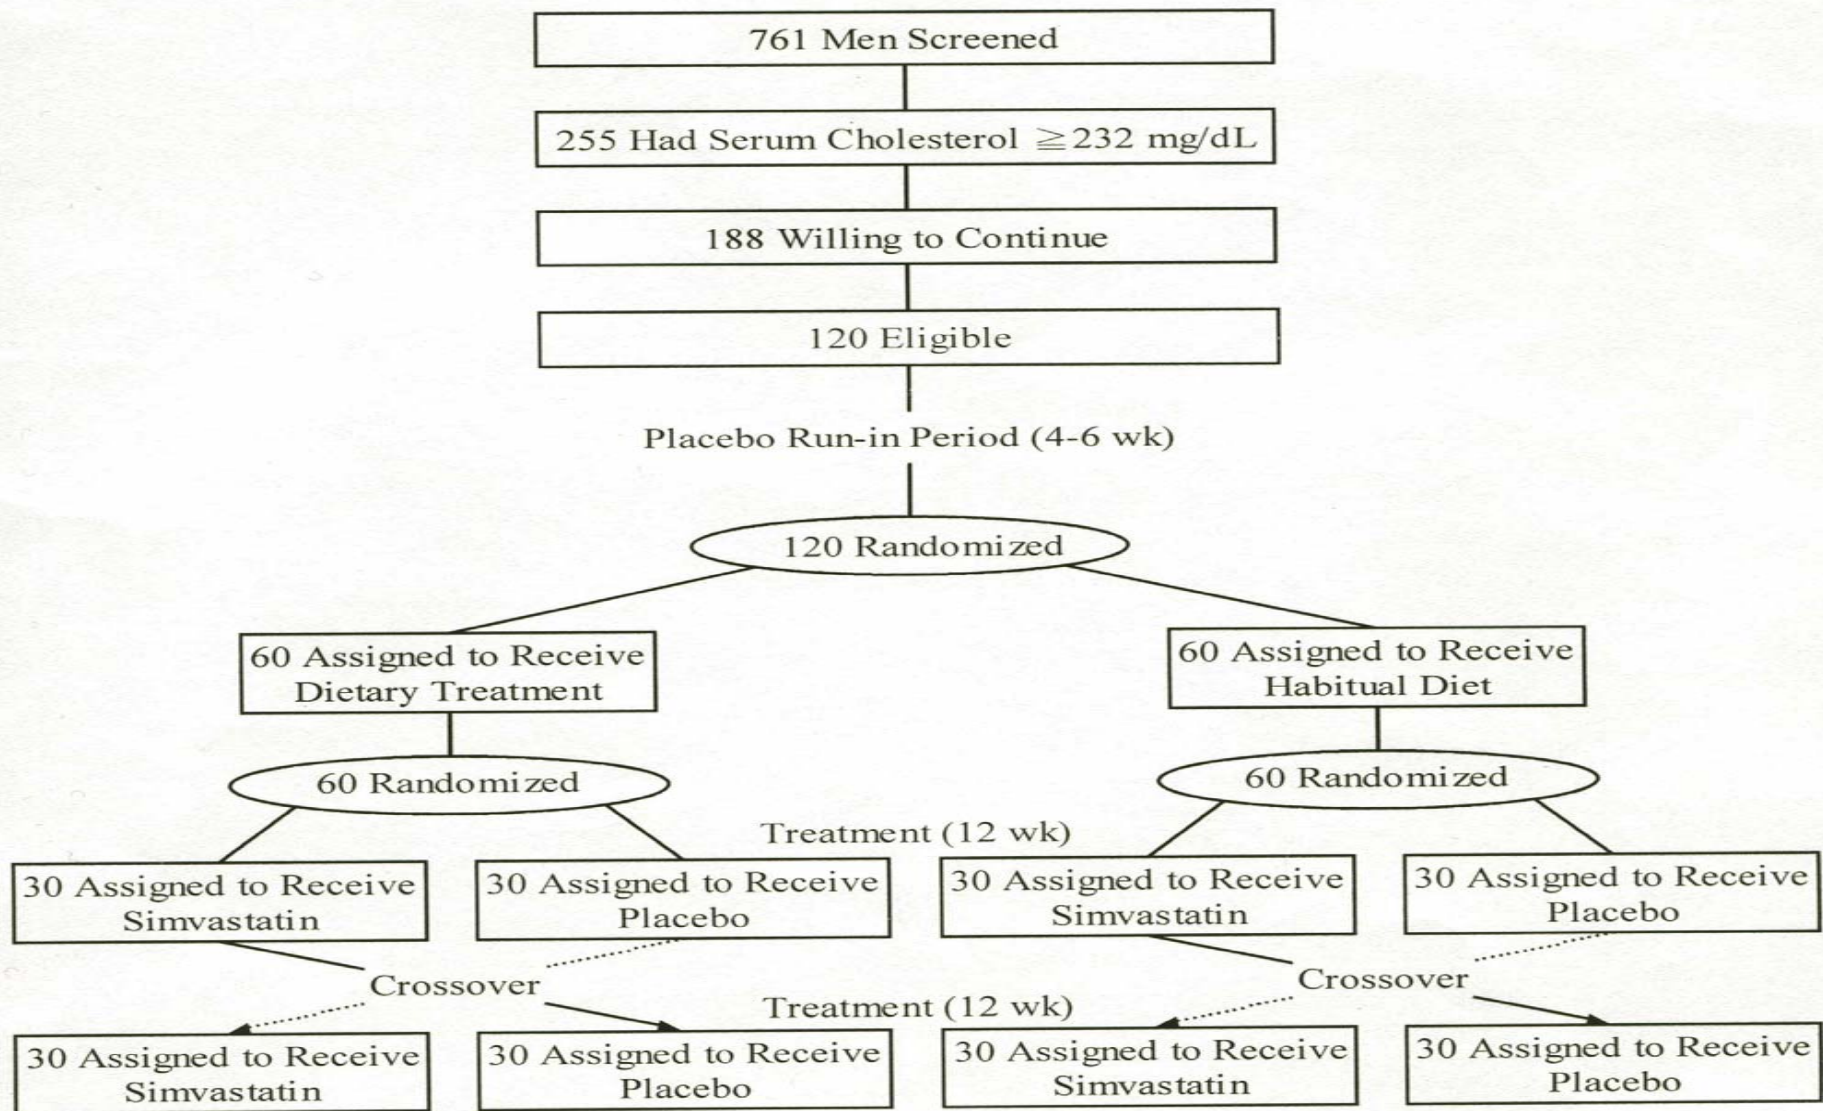 761 Men Screened
255 Had Serum Cholesterol ≧232 mg/dL
188 Willing to Continue
120 Eligible
Placebo Run-in Period (4-6 wk)
120 Randomized
60 Assigned to Receive
Dietary Treatment
60 Assigned to Receive
Habitual Diet
60 Randomized
60 Randomized
Treatment (12 wk)
30 Assigned to Receive
Simvastatin
30 Assigned to Receive
Placebo
30 Assigned to Receive
Simvastatin
30 Assigned to Receive
Placebo
Crossover
Crossover
Treatment (12 wk)
30 Assigned to Receive
Simvastatin
30 Assigned to Receive
Placebo
30 Assigned to Receive
Simvastatin
30 Assigned to Receive
Placebo